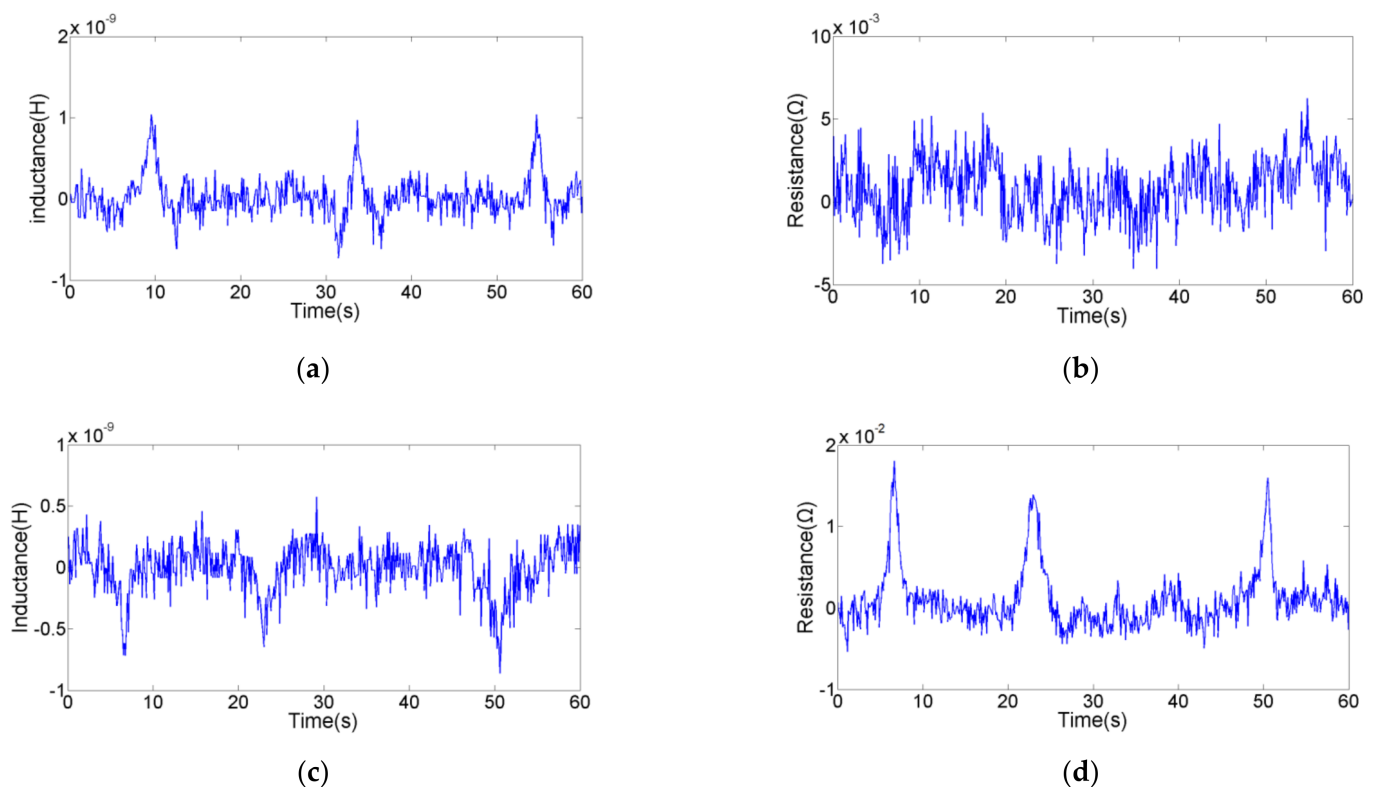 x 10⁻⁹
2
1
0
-1
inductance(H)
0 10 20 30 40 50 60
Time(s)
(a)
x 10⁻³
10
5
0
-5
Resistance(Ω)
0 10 20 30 40 50 60
Time(s)
(b)
x 10⁻⁹
1
0.5
0
-0.5
-1
Inductance(H)
0 10 20 30 40 50 60
Time(s)
(c)
x 10⁻²
2
1
0
-1
Resistance(Ω)
0 10 20 30 40 50 60
Time(s)
(d)